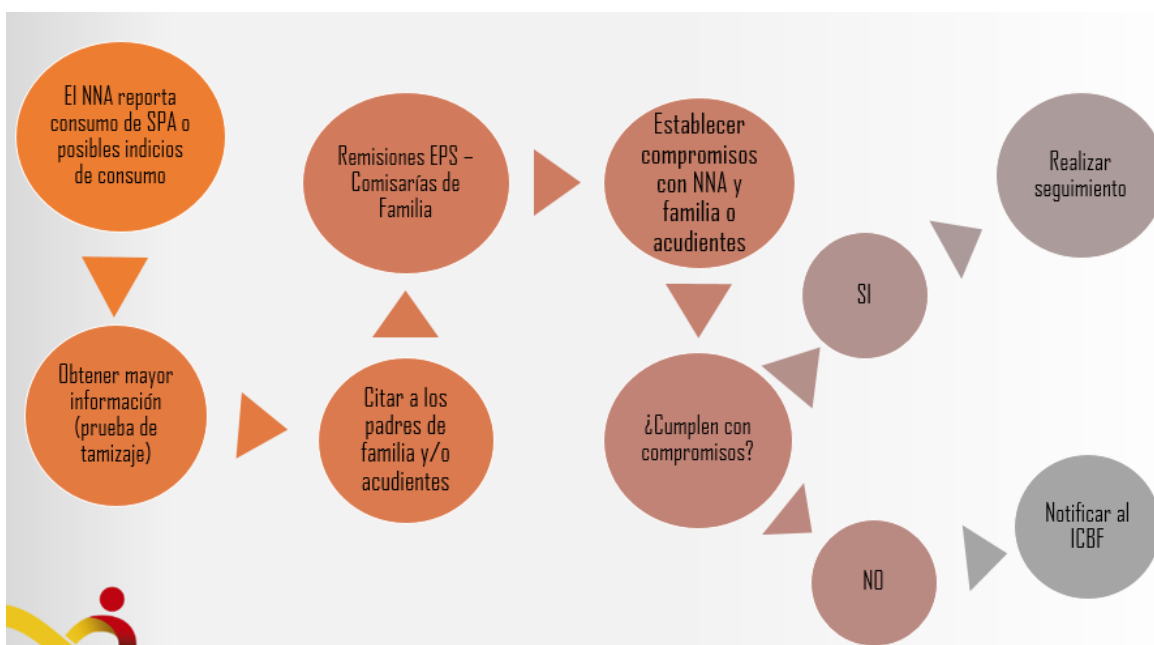 El NNA reporta
consumo de SPA o
posibles indicios
de consumo
Obtener mayor
información
(prueba de
tamizaje)
Citar a los
padres de
familia y/o
acudientes
Remisiones EPS –
Comisarías de
Familia
Establecer
compromisos
con NNA y
familia o
acudientes
¿Cumplen con
compromisos?
SI
Realizar
seguimiento
NO
Notificar al
ICBF